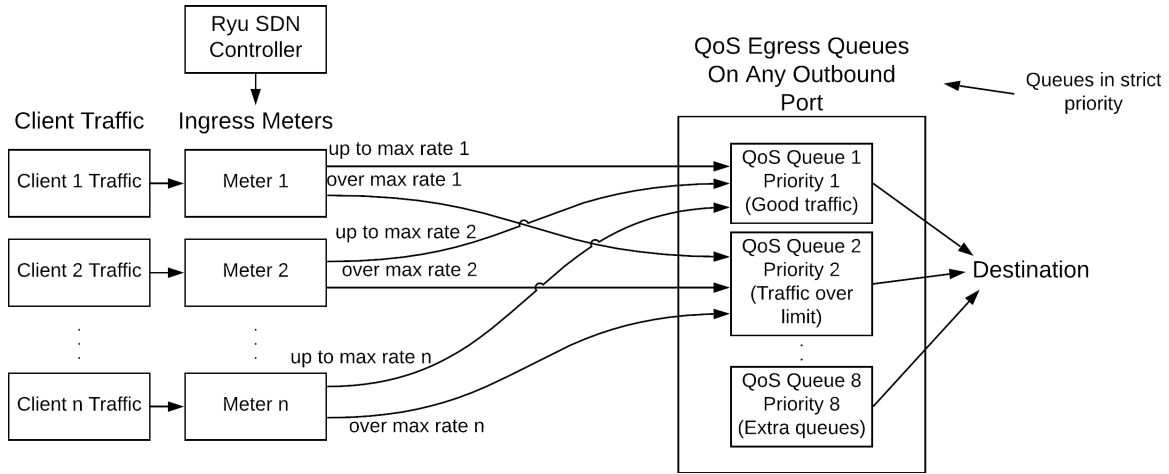 Ryu SDN
Controller
QoS Egress Queues
On Any Outbound
Port
Queues in strict
priority
Client Traffic
Ingress Meters
Client 1 Traffic
Meter 1
up to max rate 1
over max rate 1
QoS Queue 1
Priority 1
(Good traffic)
Client 2 Traffic
Meter 2
up to max rate 2
over max rate 2
QoS Queue 2
Priority 2
(Traffic over
limit)
Destination
Client n Traffic
Meter n
up to max rate n
over max rate n
QoS Queue 8
Priority 8
(Extra queues)